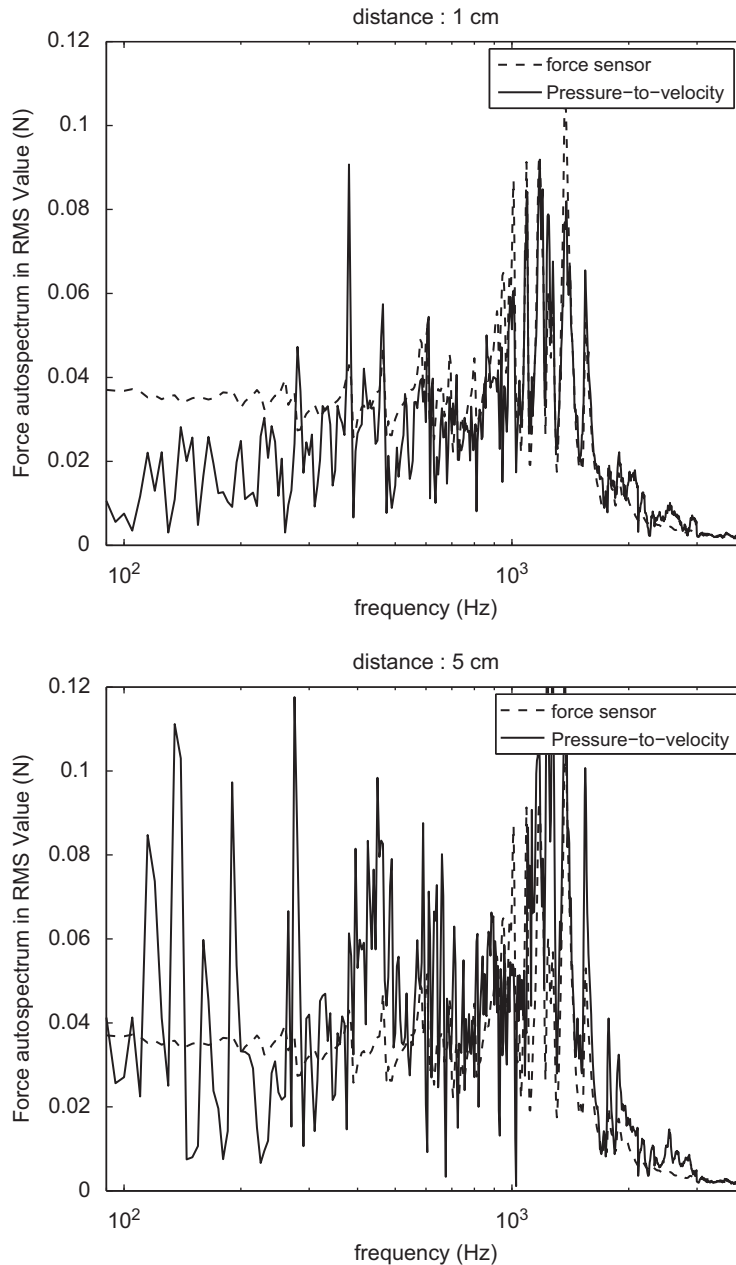 distance : 1 cm
0.12
0.1
0.08
0.06
0.04
0.02
0
Force autospectrum in RMS Value (N)
force sensor
Pressure−to−velocity
10²
10³
frequency (Hz)
distance : 5 cm
0.12
0.1
0.08
0.06
0.04
0.02
0
Force autospectrum in RMS Value (N)
force sensor
Pressure−to−velocity
10²
10³
frequency (Hz)